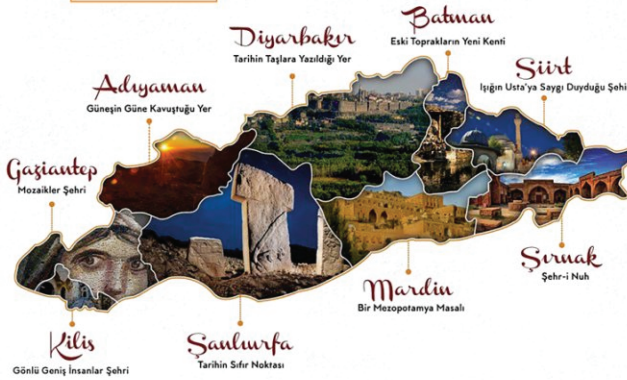 Batman
Eski Toprakların Yeni Kenti
Diyarbakır
Tarihin Taşlara Yazıldığı Yer
Siirt
Işığın Usta'ya Saygı Duyduğu Şehi
Adıyaman
Güneşin Güne Kavuştuğu Yer
Gaziantep
Mozaikler Şehri
Şırnak
Şehr-i Nuh
Mardin
Bir Mezopotamya Masalı
Kilis
Gönlü Geniş İnsanlar Şehri
Şanlıurfa
Tarihin Sıfır Noktası